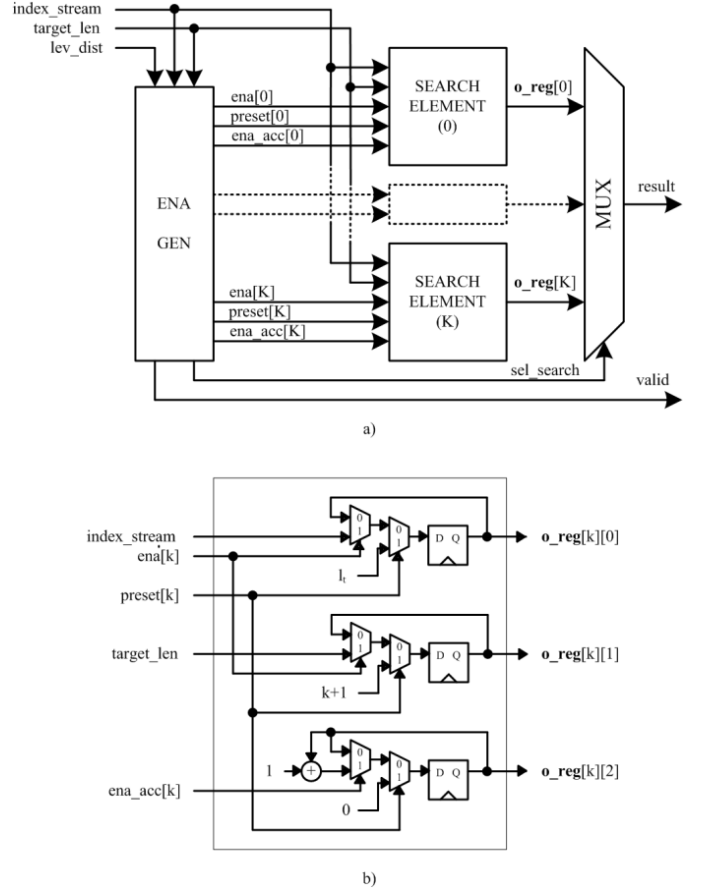 index_stream
target_len
lev_dist
ENA
GEN
ena[0]
preset[0]
ena_acc[0]
SEARCH
ELEMENT
(0)
o_reg[0]
MUX
result
ena[K]
preset[K]
ena_acc[K]
SEARCH
ELEMENT
(K)
o_reg[K]
sel_search
valid
a)
index_stream
ena[k]
preset[k]
0
1
0
1
l_t
D Q
o_reg[k][0]
target_len
0
1
0
1
k+1
D Q
o_reg[k][1]
1
+
0
1
0
1
ena_acc[k]
0
D Q
o_reg[k][2]
b)